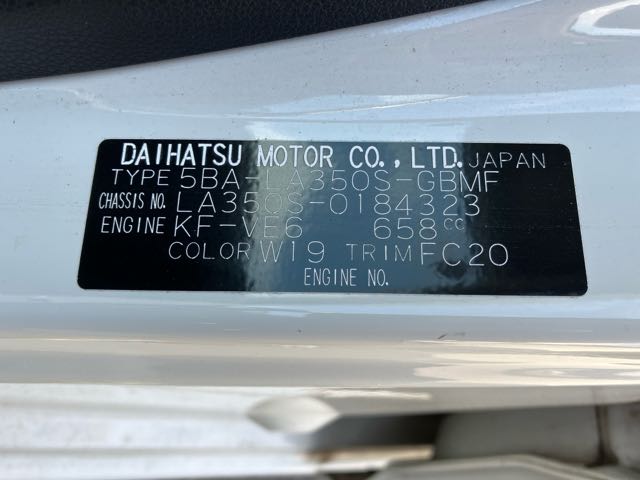 DAIHATSU MOTOR CO., LTD. JAPAN
TYPE 5BA-LA350S-GBMF
CHASSIS NO. LA350S-0184323
ENGINE KF-VE6 658cc
COLOR W19 TRIM FC20
ENGINE NO.